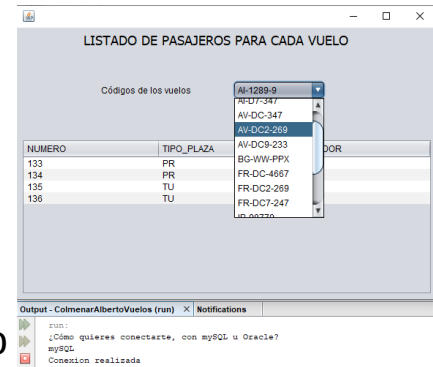 LISTADO DE PASAJEROS PARA CADA VUELO
Códigos de los vuelos
AI-1289-9
AI-D7-347
AV-DC-347
AV-DC2-269
AV-DC9-233
BG-WW-PPX
FR-DC-4667
FR-DC2-269
FR-DC7-247
NUMERO TIPO_PLAZA DOR
133 PR
134 PR
135 TU
136 TU
Output - ColmenarAlbertoVuelos (run) × Notifications
run:
¿Cómo quieres conectarte, con mySQL u Oracle?
mySQL
Conexion realizada